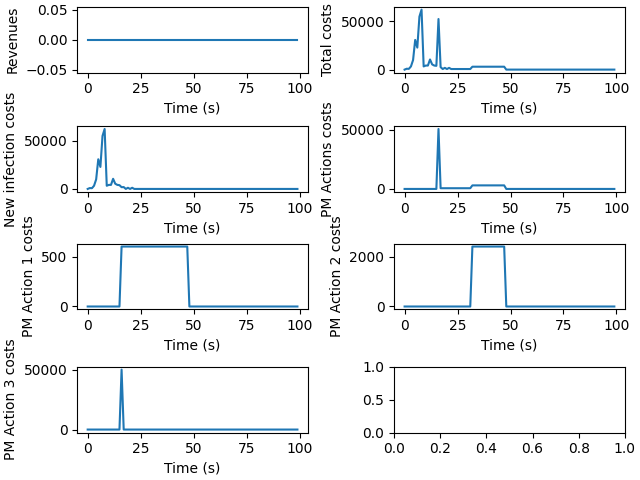 Revenues
0.05
0.00
−0.05
0 25 50 75 100
Time (s)
Total costs
50000
0
0 25 50 75 100
Time (s)
New infection costs
50000
0
0 25 50 75 100
Time (s)
PM Actions costs
50000
0
0 25 50 75 100
Time (s)
PM Action 1 costs
500
0
0 25 50 75 100
Time (s)
PM Action 2 costs
2000
0
0 25 50 75 100
Time (s)
PM Action 3 costs
50000
0
0 25 50 75 100
Time (s)
1.0
0.5
0.0
0.0 0.2 0.4 0.6 0.8 1.0